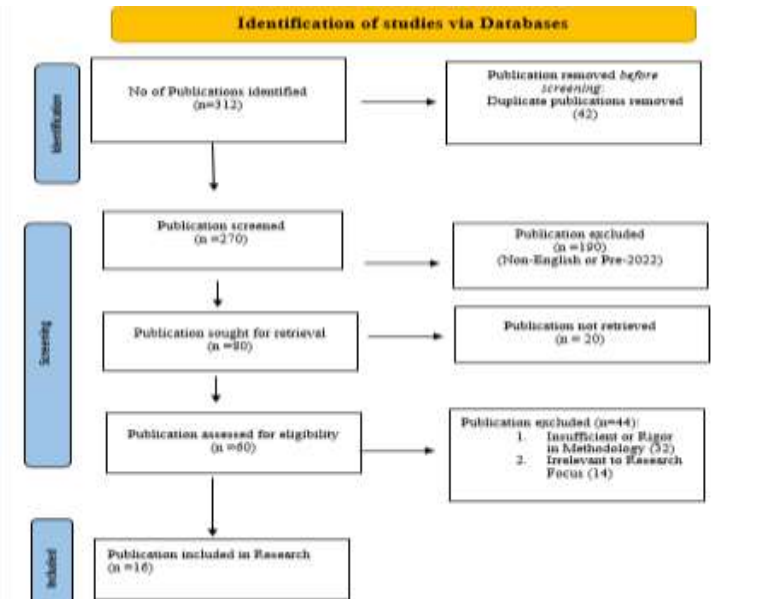 Identification of studies via Databases
Identification
No of Publications identified
(n=312)
Publication removed before
screening:
Duplicate publications removed
(42)
Screening
Publication screened
(n =270)
Publication excluded
(n =190)
(Non-English or Pre-2022)
Publication sought for retrieval
(n =80)
Publication not retrieved
(n = 20)
Publication assessed for eligibility
(n =60)
Publication excluded (n=44):
1. Insufficient or Rigor
in Methodology (32)
2. Irrelevant to Research
Focus (14)
Included
Publication included in Research
(n =16)